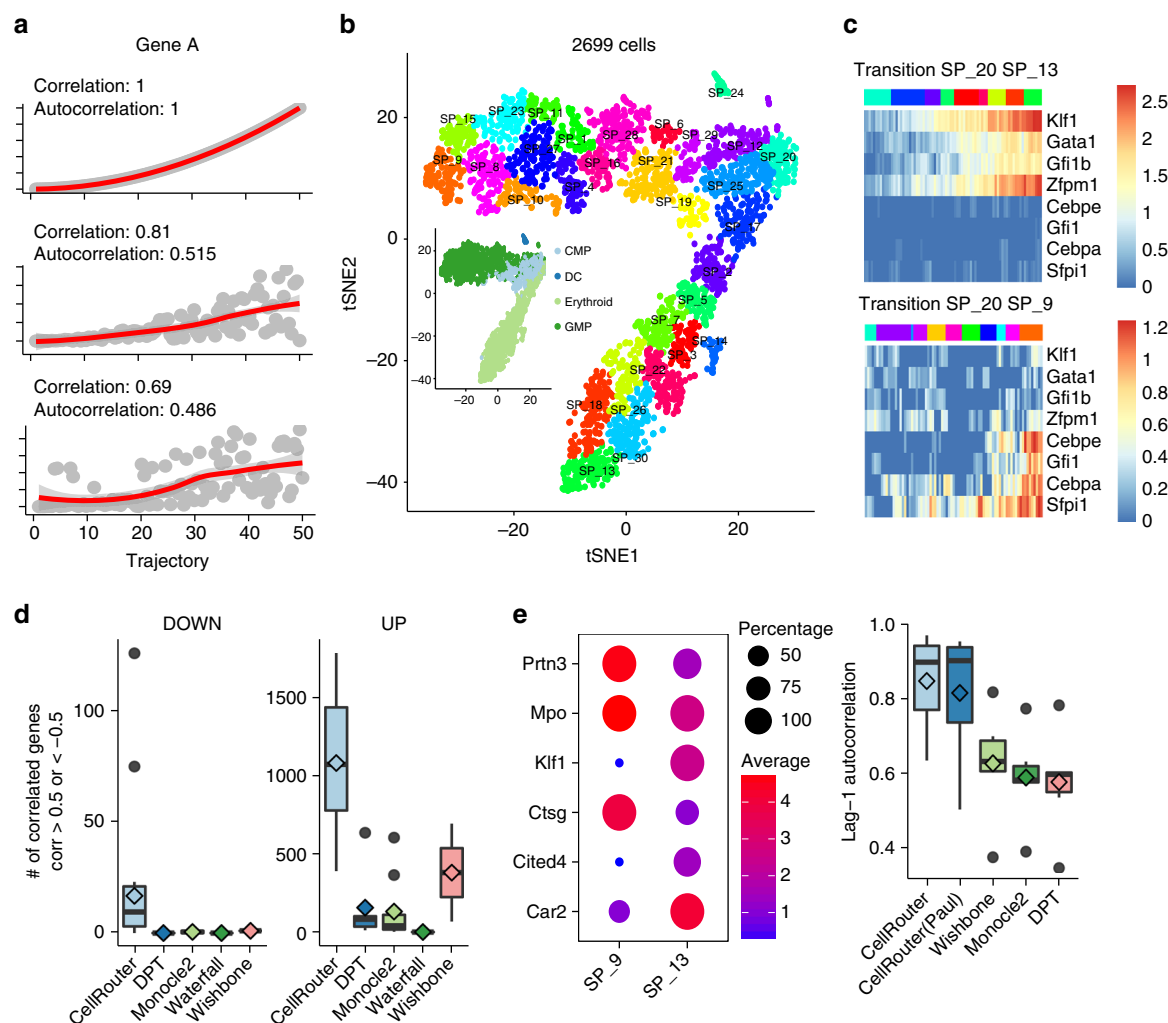 a
Gene A
Correlation: 1
Autocorrelation: 1
Correlation: 0.81
Autocorrelation: 0.515
Correlation: 0.69
Autocorrelation: 0.486
0 10 20 30 40 50
Trajectory
b
2699 cells
tSNE2
20
0
−20
−40
−20 0 20
tSNE1
SP_24
SP_23
SP_11
SP_15
SP_1
SP_28
SP_6
SP_29
SP_12
SP_20
SP_9
SP_8
SP_16
SP_21
SP_4
SP_25
SP_10
SP_19
SP_17
SP_2
SP_5
SP_7
SP_14
SP_3
SP_22
SP_18
SP_26
SP_30
SP_13
20
0
−20
−40
−20 0 20
CMP
DC
Erythroid
GMP
c
Transition SP_20 SP_13
Klf1
Gata1
Gfi1b
Zfpm1
Cebpe
Gfi1
Cebpa
Sfpi1
2.5
2
1.5
1
0.5
0
Transition SP_20 SP_9
Klf1
Gata1
Gfi1b
Zfpm1
Cebpe
Gfi1
Cebpa
Sfpi1
1.2
1
0.8
0.6
0.4
0.2
0
d
DOWN
UP
# of correlated genes
corr > 0.5 or < −0.5
100
50
0
CellRouter
DPT
Monocle2
Waterfall
Wishbone
1500
1000
500
0
CellRouter
DPT
Monocle2
Waterfall
Wishbone
e
Prtn3
Mpo
Klf1
Ctsg
Cited4
Car2
SP_9
SP_13
Percentage
50
75
100
Average
4
3
2
1
Lag−1 autocorrelation
1.0
0.8
0.6
0.4
CellRouter
CellRouter(Paul)
Wishbone
Monocle2
DPT